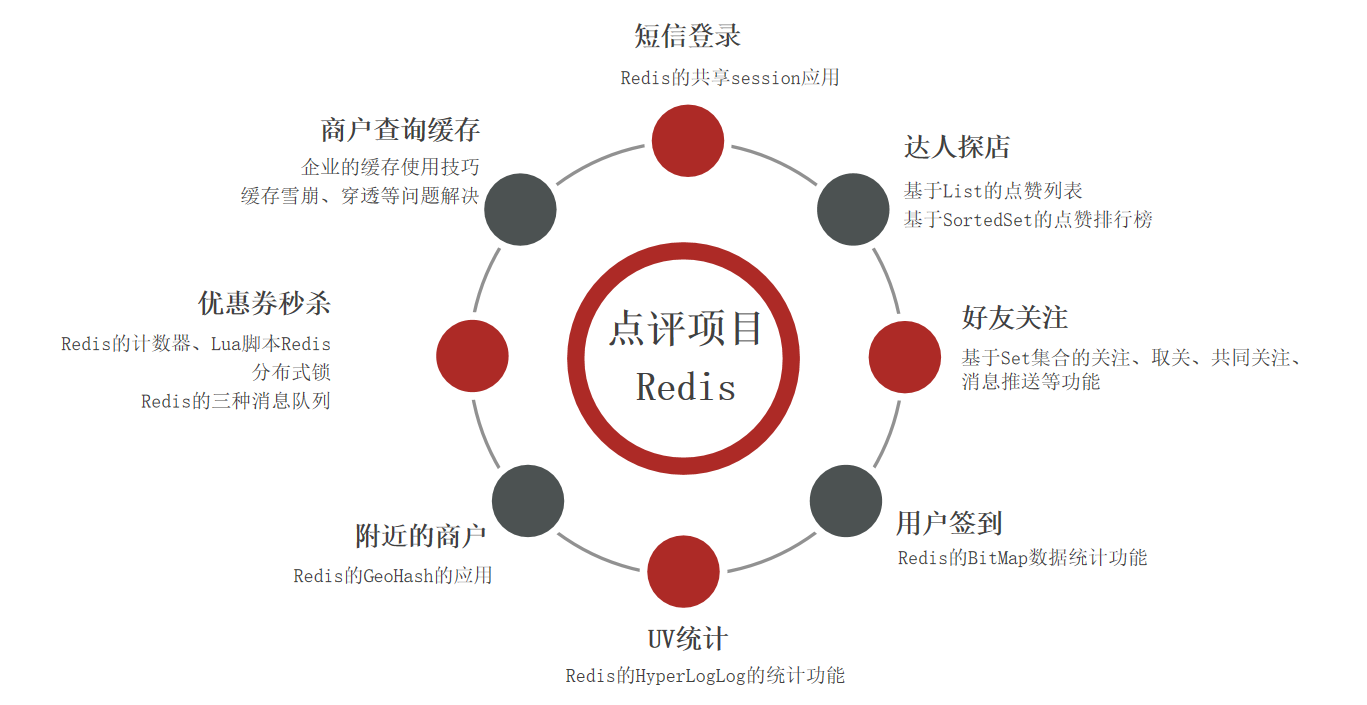 短信登录
Redis的共享session应用
商户查询缓存
企业的缓存使用技巧
缓存雪崩、穿透等问题解决
达人探店
基于List的点赞列表
基于SortedSet的点赞排行榜
优惠券秒杀
Redis的计数器、Lua脚本Redis
分布式锁
Redis的三种消息队列
点评项目
Redis
好友关注
基于Set集合的关注、取关、共同关注、
消息推送等功能
附近的商户
Redis的GeoHash的应用
用户签到
Redis的BitMap数据统计功能
UV统计
Redis的HyperLogLog的统计功能